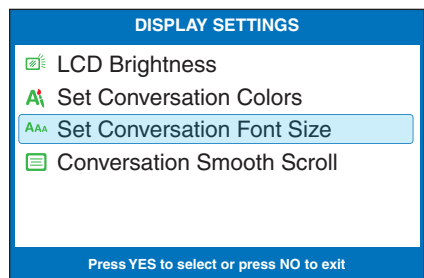 DISPLAY SETTINGS
LCD Brightness
Set Conversation Colors
Set Conversation Font Size
Conversation Smooth Scroll
Press YES to select or press NO to exit